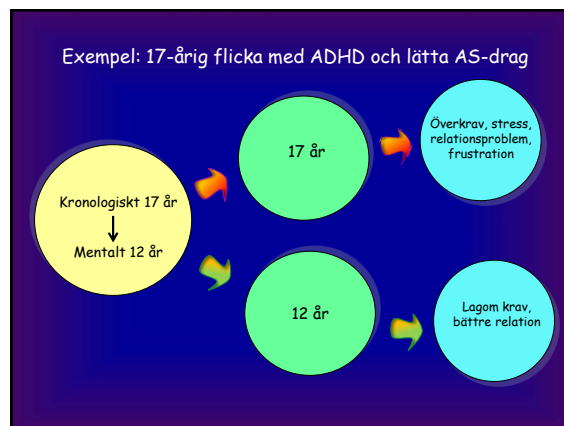 Exempel: 17-årig flicka med ADHD och lätta AS-drag
Kronologiskt 17 år
Mentalt 12 år
17 år
Överkrav, stress,
relationsproblem,
frustration
12 år
Lagom krav,
bättre relation